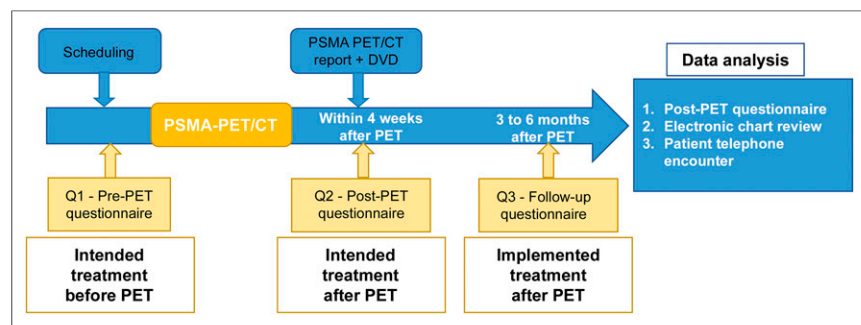 Scheduling
PSMA PET/CT
report + DVD
Data analysis
PSMA-PET/CT
Within 4 weeks
after PET
3 to 6 months
after PET
1. Post-PET questionnaire
2. Electronic chart review
3. Patient telephone
encounter
Q1 - Pre-PET
questionnaire
Q2 - Post-PET
questionnaire
Q3 - Follow-up
questionnaire
Intended
treatment
before PET
Intended
treatment
after PET
Implemented
treatment
after PET